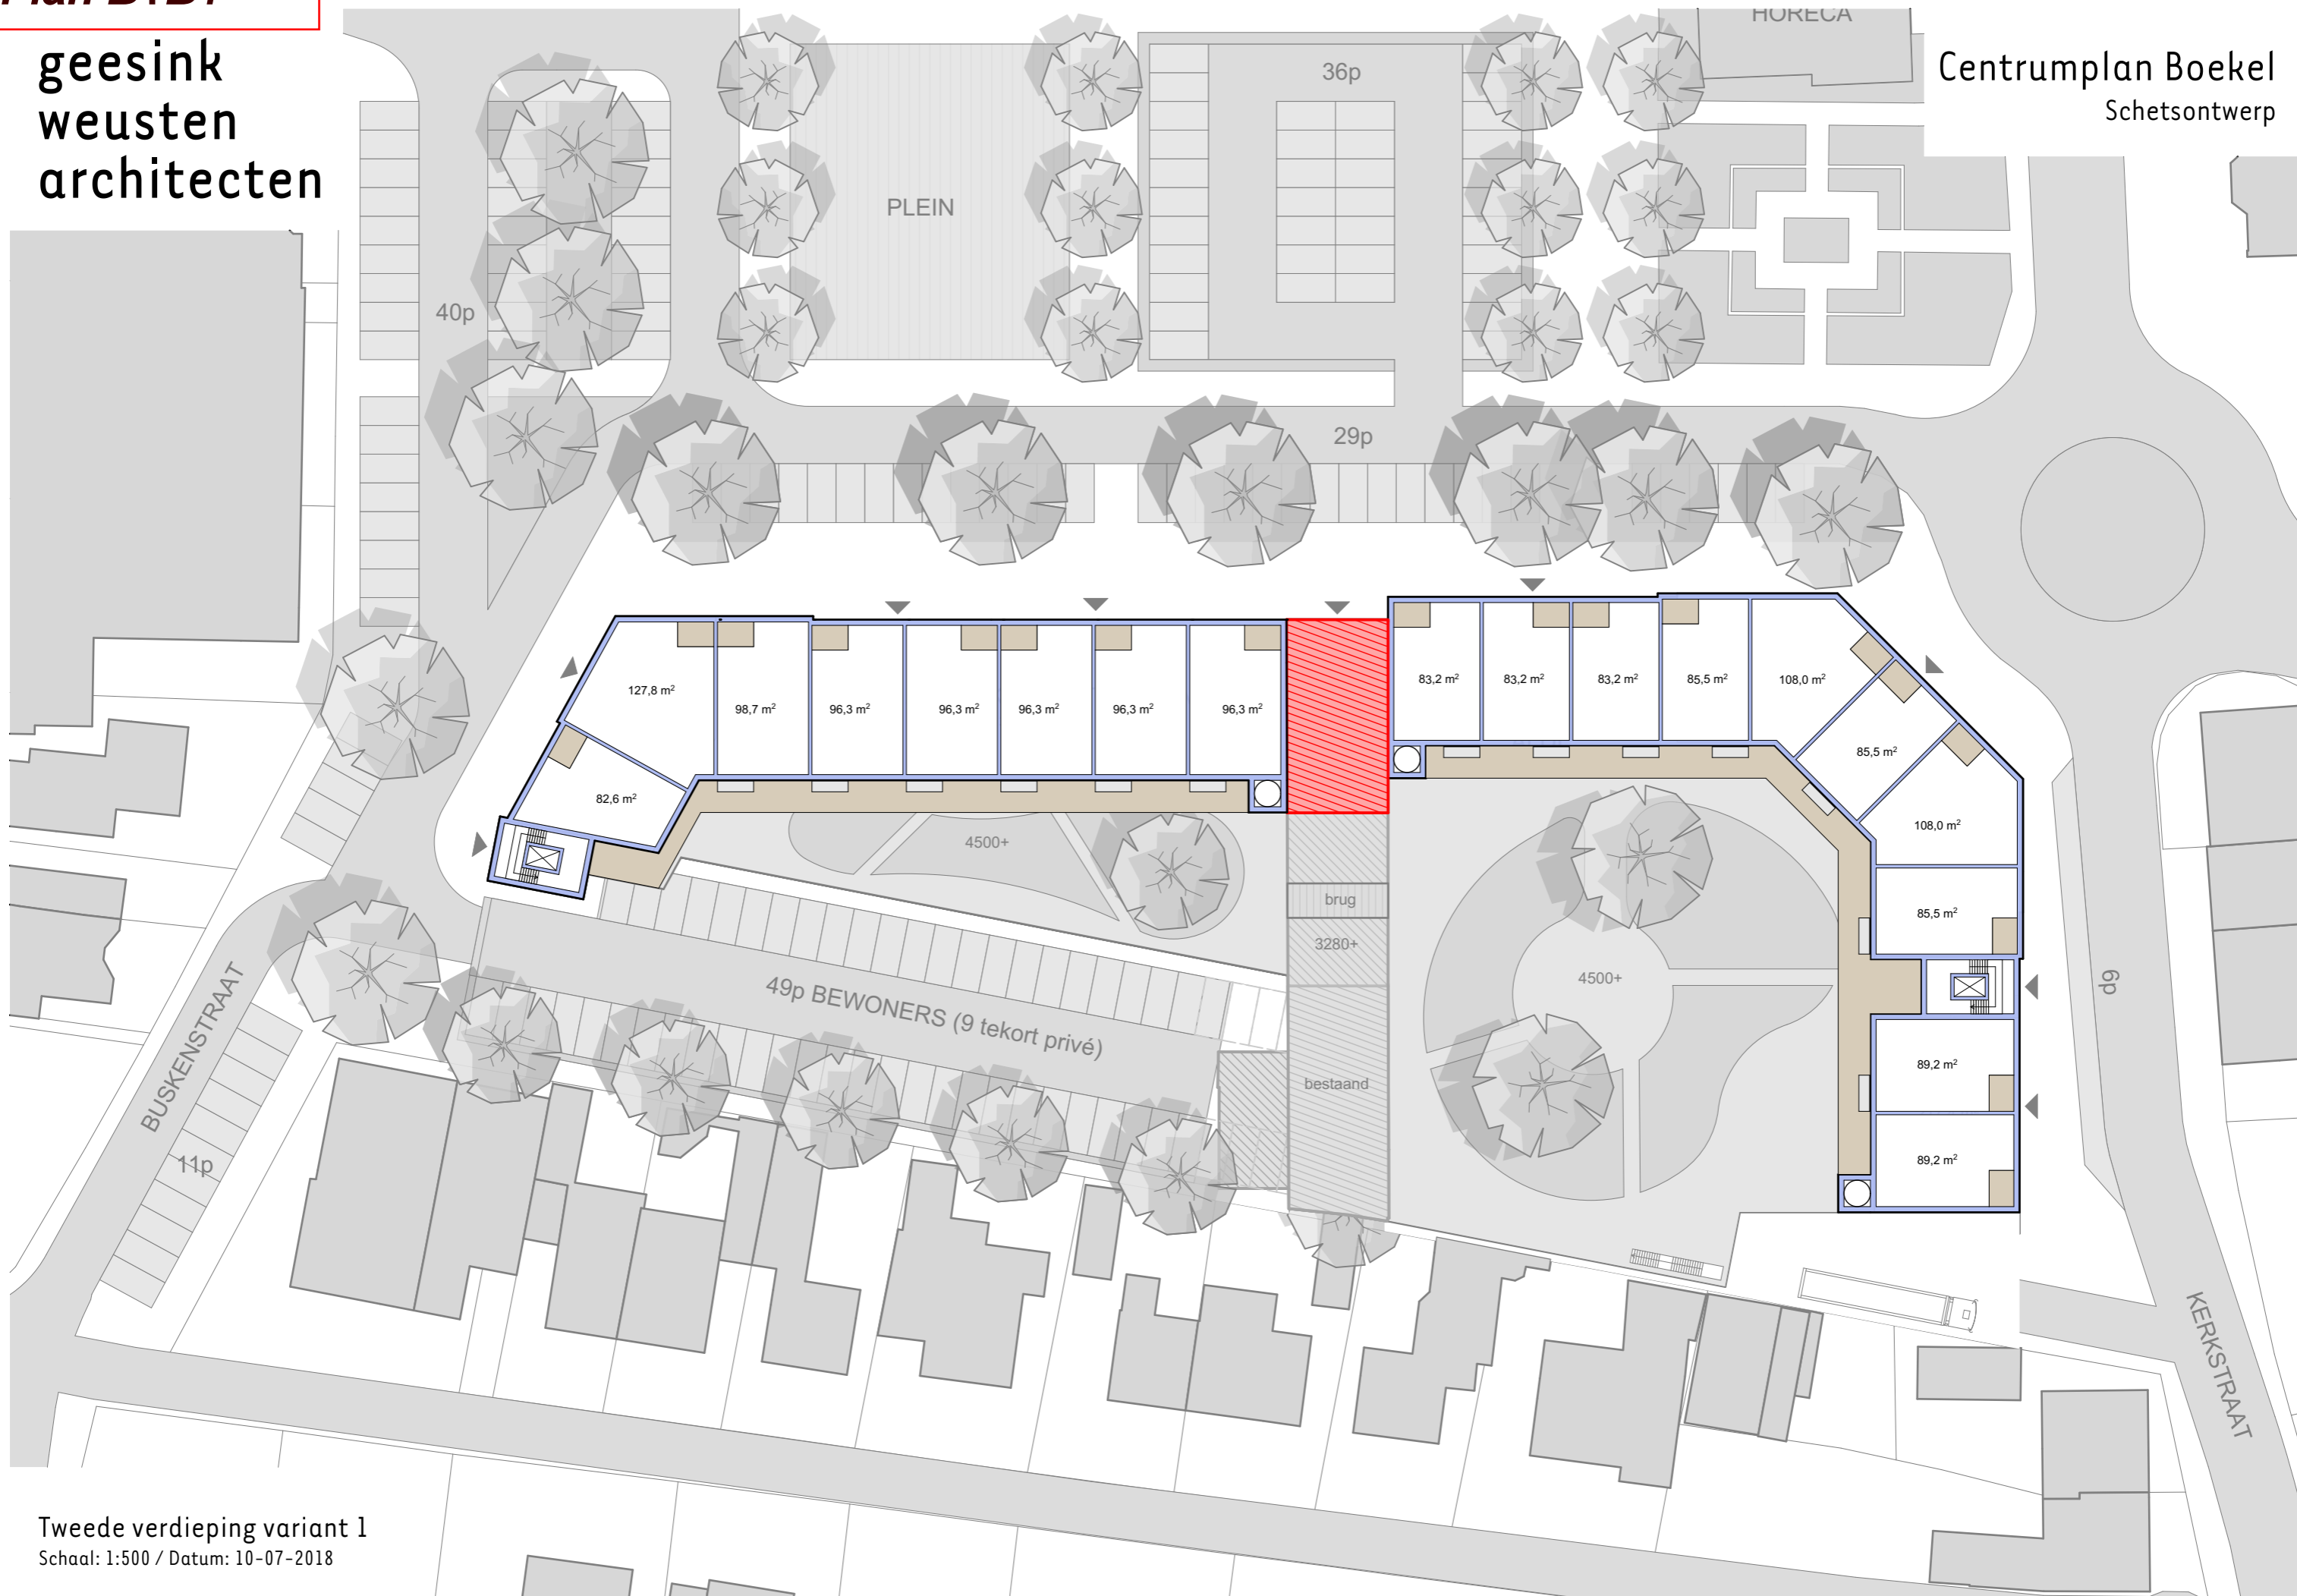 geesink
weusten
architecten
Centrumplan Boekel
Schetsontwerp
HORECA
36p
PLEIN
40p
29p
127,8 m²
98,7 m²
96,3 m²
96,3 m²
96,3 m²
96,3 m²
96,3 m²
82,6 m²
83,2 m²
83,2 m²
83,2 m²
85,5 m²
108,0 m²
85,5 m²
108,0 m²
85,5 m²
89,2 m²
89,2 m²
4500+
brug
3280+
4500+
bestaand
49p BEWONERS (9 tekort privé)
6p
BUSKENSTRAAT
11p
KERKSTRAAT
Tweede verdieping variant 1
Schaal: 1:500 / Datum: 10-07-2018